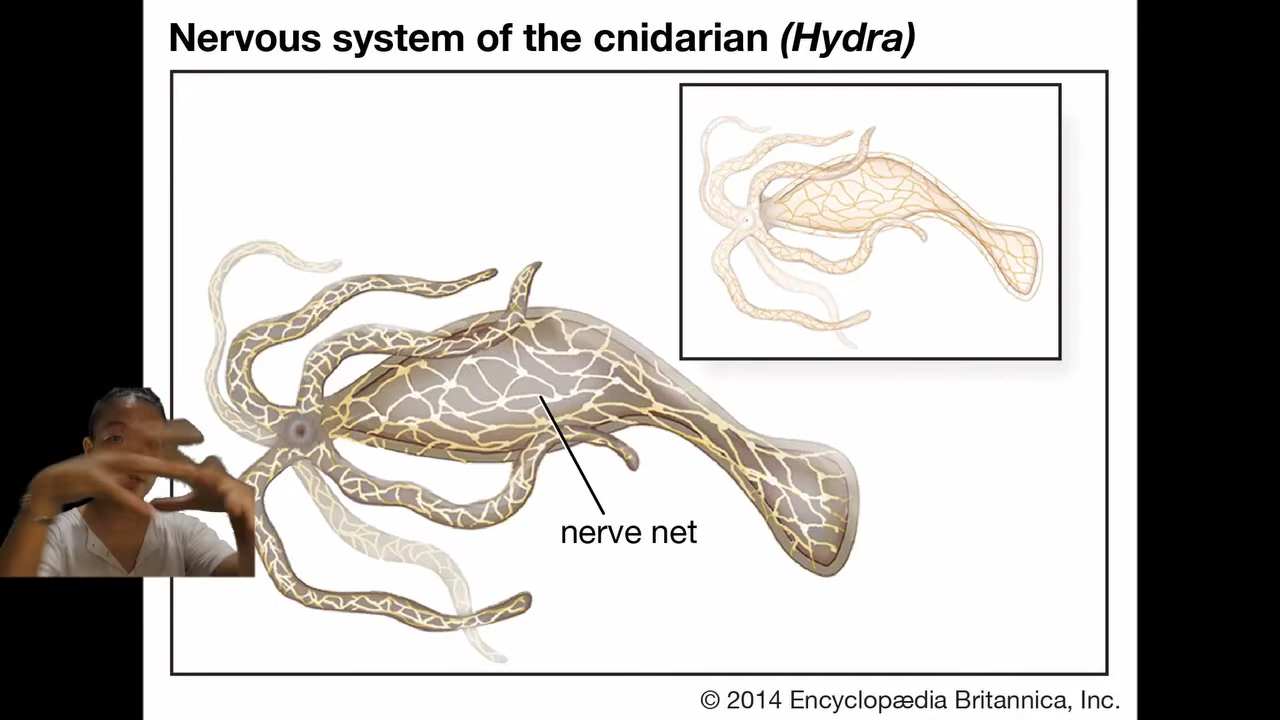 Nervous system of the cnidarian (Hydra)
nerve net
© 2014 Encyclopædia Britannica, Inc.